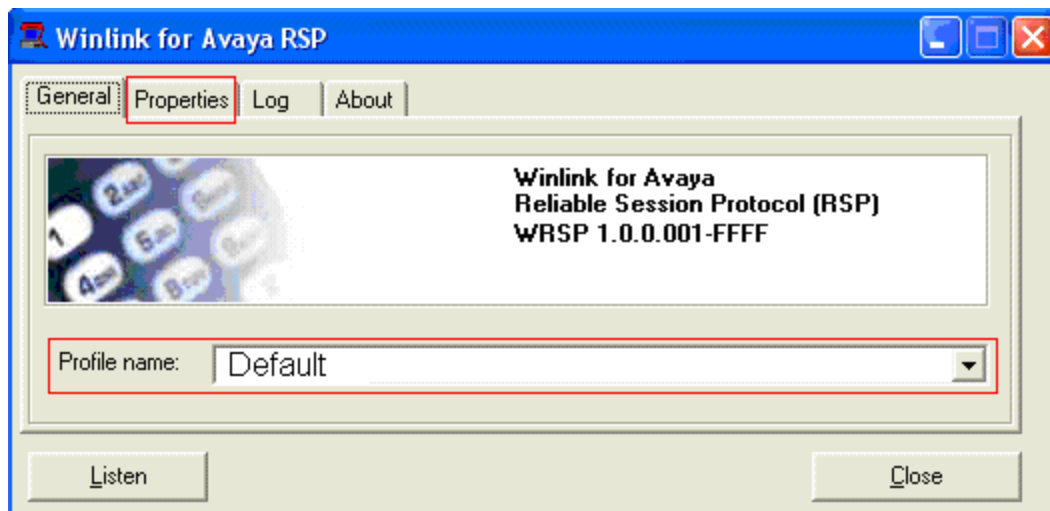 Winlink for Avaya RSP
General Properties Log About
Winlink for Avaya
Reliable Session Protocol (RSP)
WRSP 1.0.0.001-FFFF
Profile name: Default
Listen Close